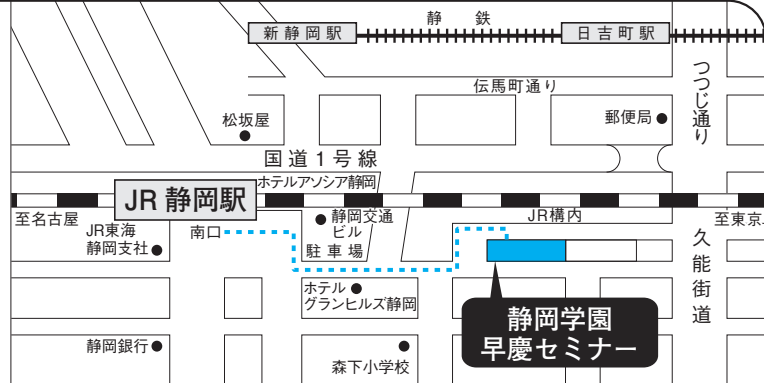 静 鉄
新静岡駅
日吉町駅
伝馬町通り
つつじ通り
松坂屋
郵便局
国道1号線
ホテルアソシア静岡
JR 静岡駅
至名古屋
JR東海
静岡支社
南口
静岡交通
ビル
駐車場
JR構内
至東京
久能街道
ホテル
グランヒルズ静岡
静岡学園
早慶セミナー
静岡銀行
森下小学校